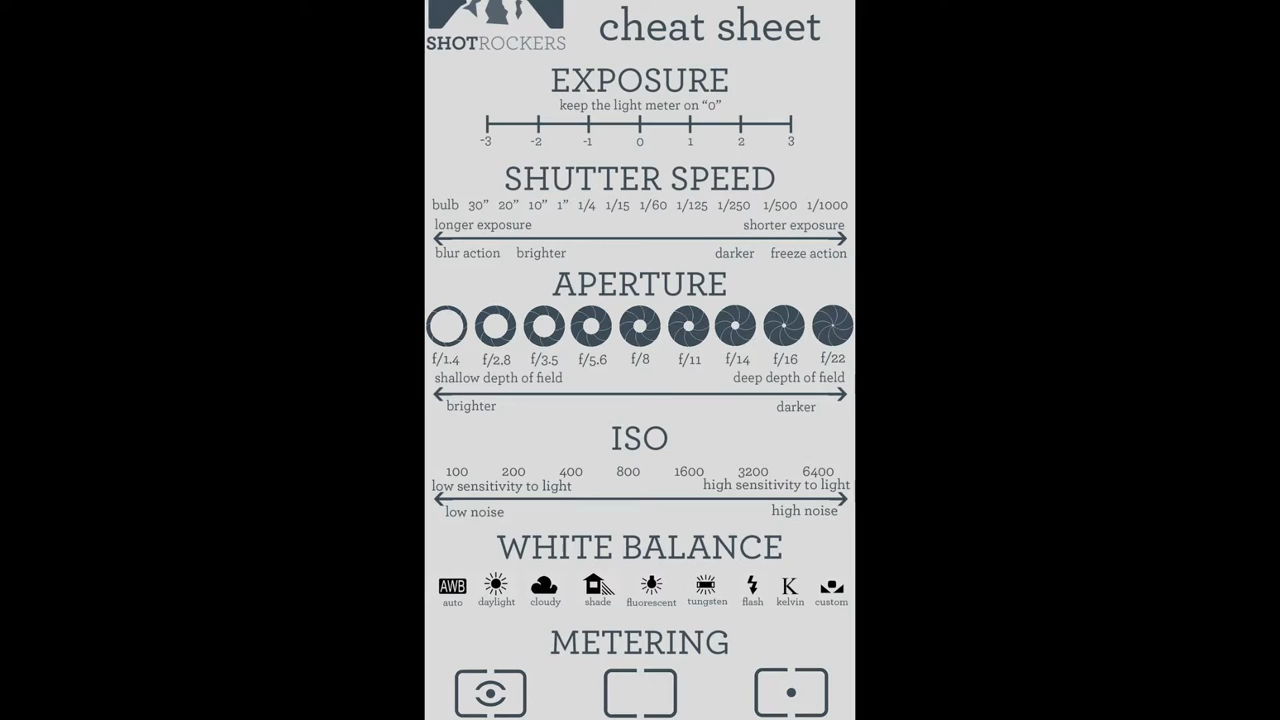 SHOTROCKERS
cheat sheet
EXPOSURE
keep the light meter on “0”
-3 -2 -1 0 1 2 3
SHUTTER SPEED
bulb 30” 20” 10” 1” 1/4 1/15 1/60 1/125 1/250 1/500 1/1000
longer exposure shorter exposure
blur action brighter darker freeze action
APERTURE
f/1.4 f/2.8 f/3.5 f/5.6 f/8 f/11 f/14 f/16 f/22
shallow depth of field deep depth of field
brighter darker
ISO
100 200 400 800 1600 3200 6400
low sensitivity to light high sensitivity to light
low noise high noise
WHITE BALANCE
AWB K
auto daylight cloudy shade fluorescent tungsten flash kelvin custom
METERING